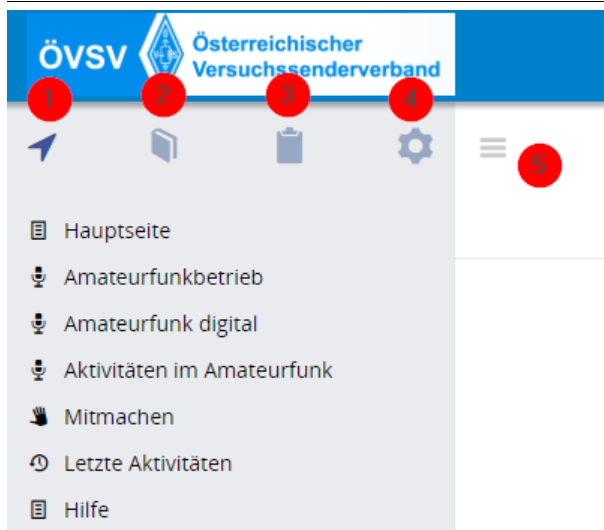 ÖVSV
Österreichischer
Versuchssenderverband
1
2
3
4
5
Hauptseite
Amateurfunkbetrieb
Amateurfunk digital
Aktivitäten im Amateurfunk
Mitmachen
Letzte Aktivitäten
Hilfe